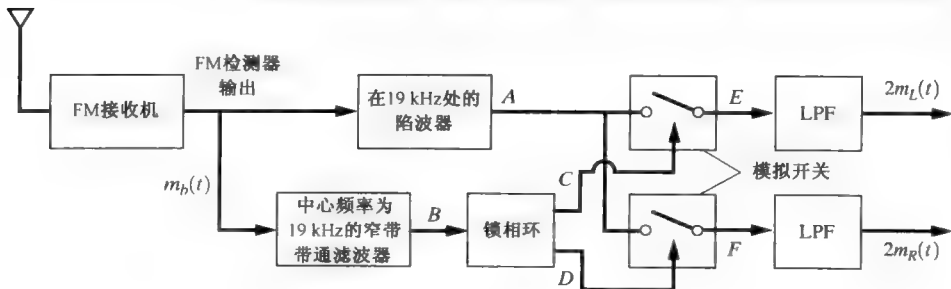 FM检测器
输出
FM接收机
在19 kHz处的
陷波器
A
E
LPF
2m_L(t)
C
模拟开关
m_b(t)
中心频率为
19 kHz的窄带
带通滤波器
B
锁相环
D
F
LPF
2m_R(t)